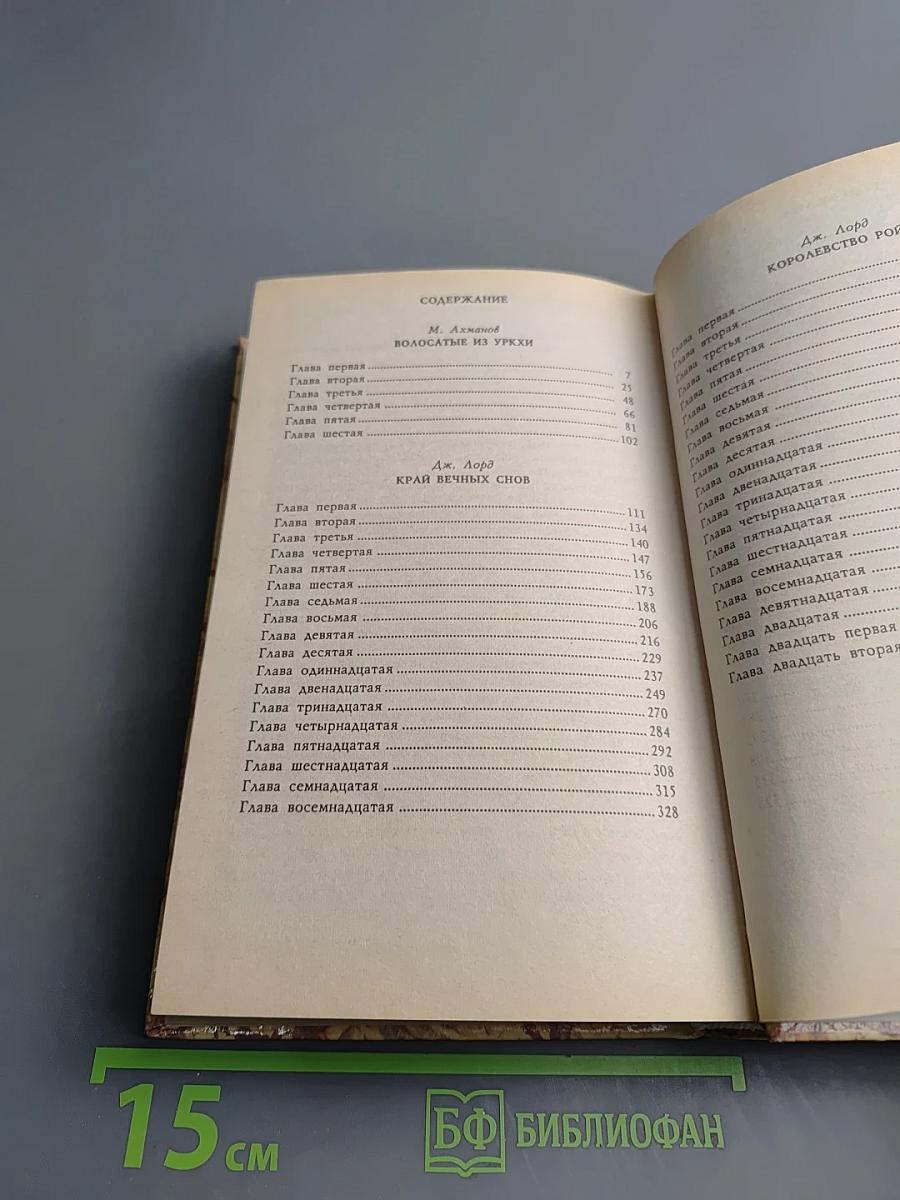 СОДЕРЖАНИЕ
М. Ахманов
ВОЛОСАТЫЕ ИЗ УРКХИ
Глава первая 7
Глава вторая 25
Глава третья 48
Глава четвертая 66
Глава пятая 81
Глава шестая 102
Дж. Лорд
КРАЙ ВЕЧНЫХ СНОВ
Глава первая 111
Глава вторая 134
Глава третья 140
Глава четвертая 147
Глава пятая 156
Глава шестая 173
Глава седьмая 188
Глава восьмая 206
Глава девятая 216
Глава десятая 229
Глава одиннадцатая 237
Глава двенадцатая 249
Глава тринадцатая 270
Глава четырнадцатая 284
Глава пятнадцатая 292
Глава шестнадцатая 308
Глава семнадцатая 315
Глава восемнадцатая 328
Дж. Лорд
КОРОЛЕВСТВО РОЙ
Глава первая
Глава вторая
Глава третья
Глава четвертая
Глава пятая
Глава шестая
Глава седьмая
Глава восьмая
Глава девятая
Глава десятая
Глава одиннадцатая
Глава двенадцатая
Глава тринадцатая
Глава четырнадцатая
Глава пятнадцатая
Глава шестнадцатая
Глава семнадцатая
Глава восемнадцатая
Глава девятнадцатая
Глава двадцатая
Глава двадцать первая
Глава двадцать вторая
15 см
БФ БИБЛИОФАН